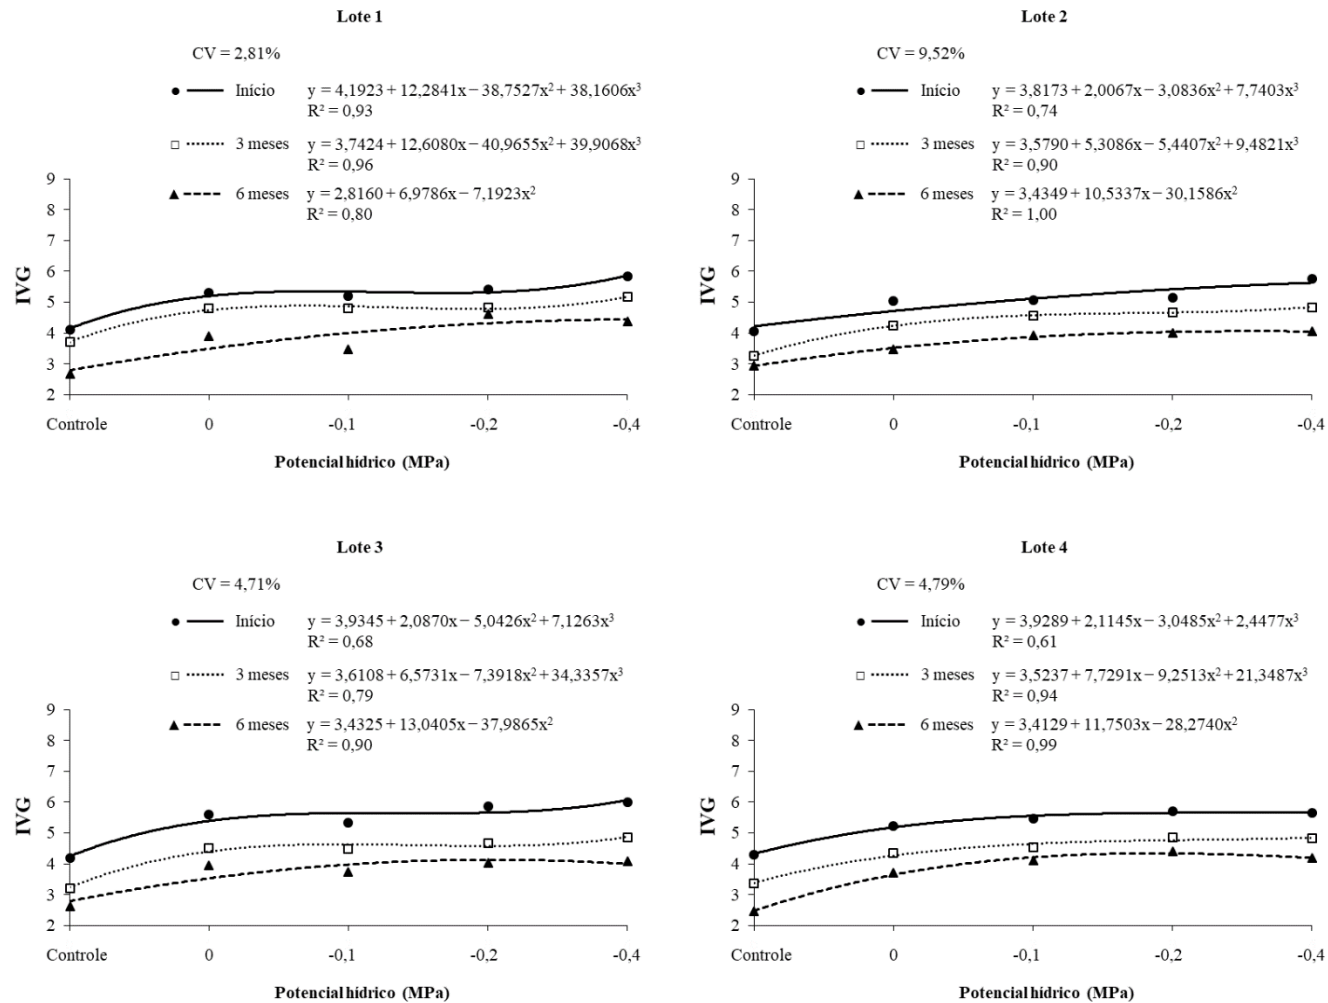 Lote 1
CV = 2,81%
Início y = 4,1923 + 12,2841x − 38,7527x² + 38,1606x³
R² = 0,93
3 meses y = 3,7424 + 12,6080x − 40,9655x² + 39,9068x³
R² = 0,96
6 meses y = 2,8160 + 6,9786x − 7,1923x²
R² = 0,80
9
8
7
6
5
4
3
2
IVG
Controle 0 -0,1 -0,2 -0,4
Potencial hídrico (MPa)
Lote 2
CV = 9,52%
Início y = 3,8173 + 2,0067x − 3,0836x² + 7,7403x³
R² = 0,74
3 meses y = 3,5790 + 5,3086x − 5,4407x² + 9,4821x³
R² = 0,90
6 meses y = 3,4349 + 10,5337x − 30,1586x²
R² = 1,00
9
8
7
6
5
4
3
2
IVG
Controle 0 -0,1 -0,2 -0,4
Potencial hídrico (MPa)
Lote 3
CV = 4,71%
Início y = 3,9345 + 2,0870x − 5,0426x² + 7,1263x³
R² = 0,68
3 meses y = 3,6108 + 6,5731x − 7,3918x² + 34,3357x³
R² = 0,79
6 meses y = 3,4325 + 13,0405x − 37,9865x²
R² = 0,90
9
8
7
6
5
4
3
2
IVG
Controle 0 -0,1 -0,2 -0,4
Potencial hídrico (MPa)
Lote 4
CV = 4,79%
Início y = 3,9289 + 2,1145x − 3,0485x² + 2,4477x³
R² = 0,61
3 meses y = 3,5237 + 7,7291x − 9,2513x² + 21,3487x³
R² = 0,94
6 meses y = 3,4129 + 11,7503x − 28,2740x²
R² = 0,99
9
8
7
6
5
4
3
2
IVG
Controle 0 -0,1 -0,2 -0,4
Potencial hídrico (MPa)